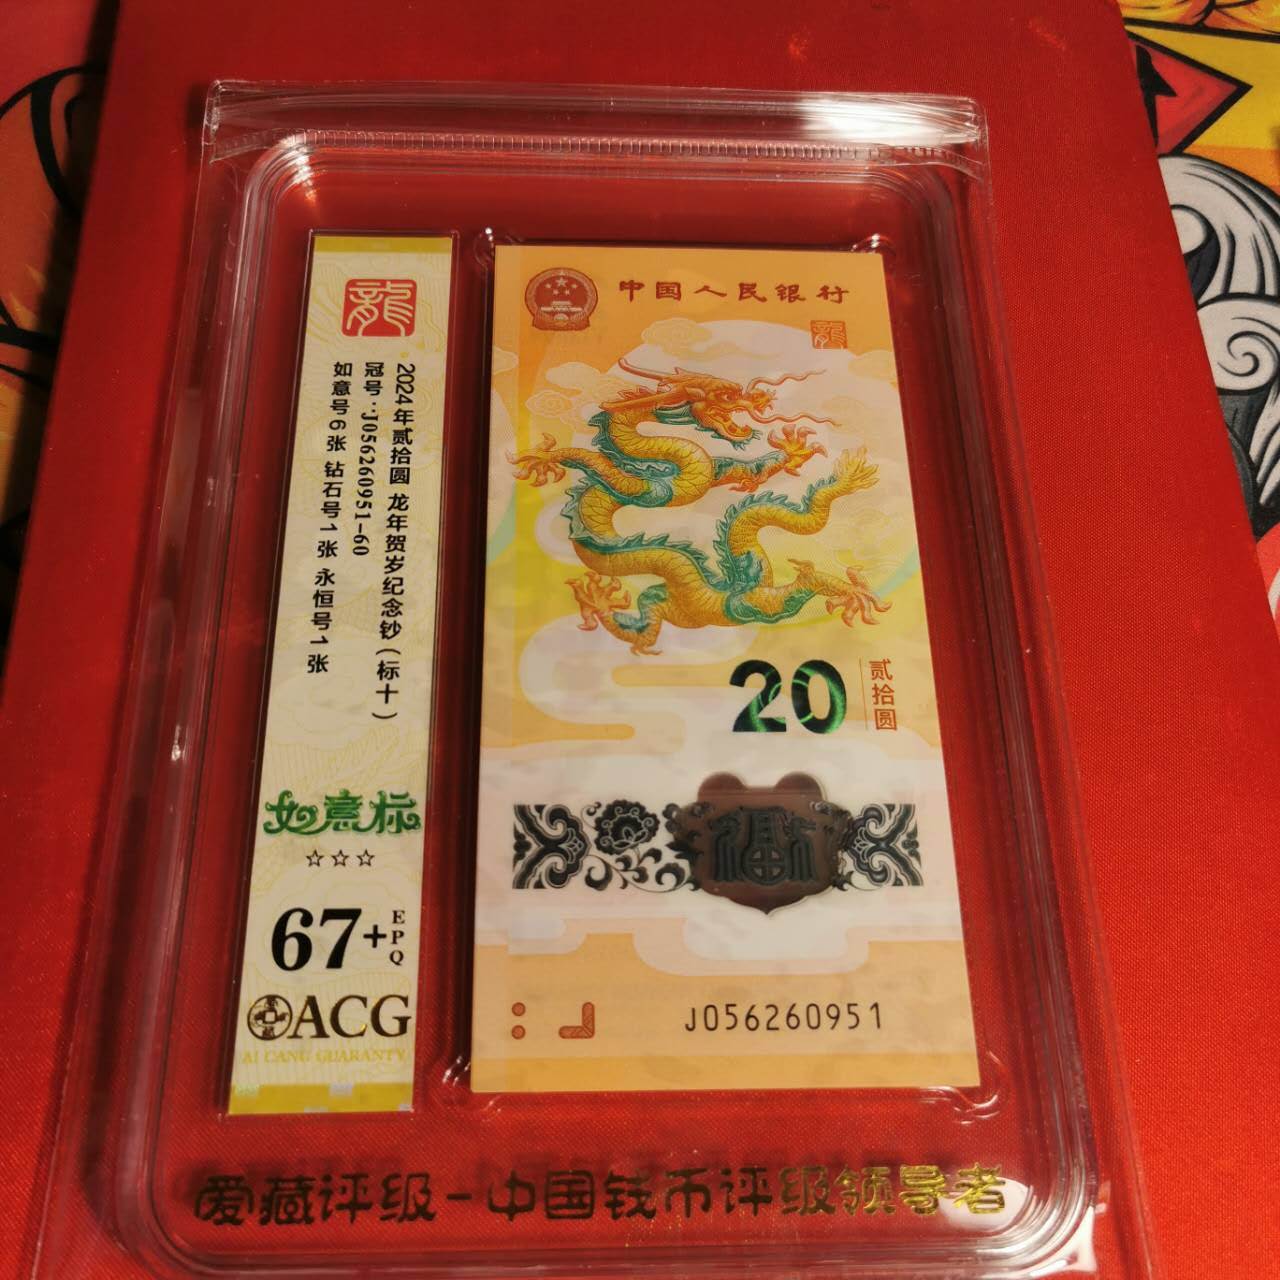 龍
2024年贰拾圆 龙年贺岁纪念钞（标十）
冠号：J056260951-60
如意号6张 钻石号1张 永恒号1张
如意标
☆☆☆
67+
EPQ
ACG
AI CANG GUARANTY
中国人民银行
龍
20
贰拾圆
福
J056260951
爱藏评级-中国钱币评级领导者